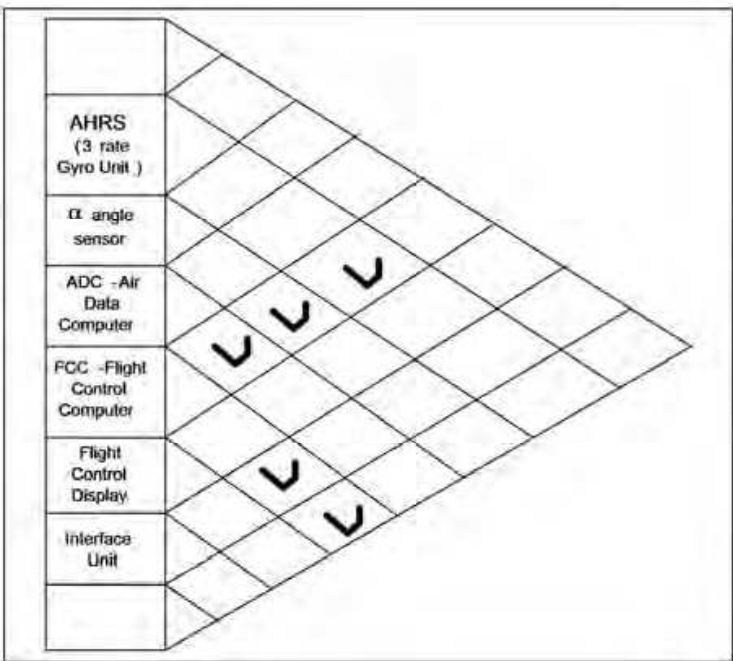 AHRS
(3 rate
Gyro Unit )
α angle
sensor
ADC -Air
Data
Computer
FCC -Flight
Control
Computer
Flight
Control
Display
Interface
Unit